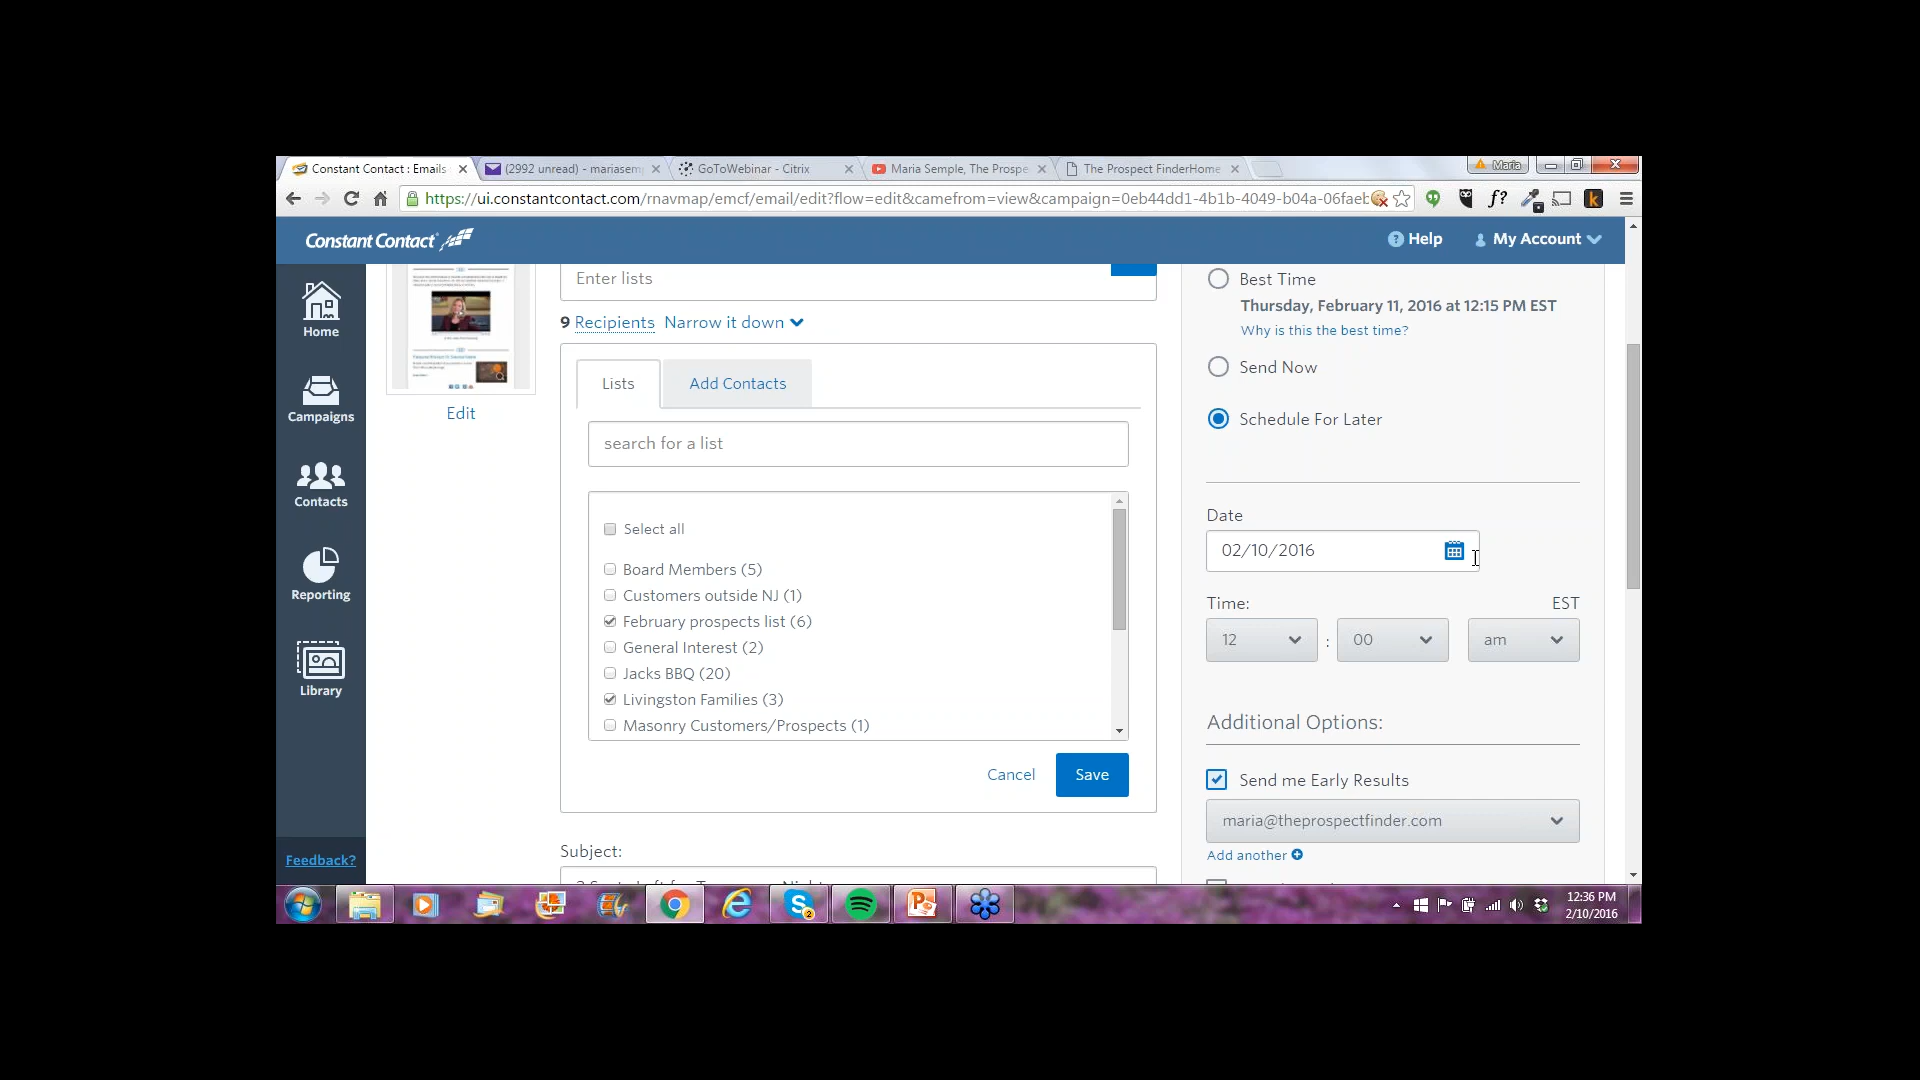 Constant Contact : Emails
(2992 unread) - mariasem
GoToWebinar - Citrix
Maria Semple, The Prospe
The Prospect FinderHome
Maria
https://ui.constantcontact.com/rnavmap/emcf/email/edit?flow=edit&camefrom=view&campaign=0eb44dd1-4b1b-4049-b04a-06faeb
Constant Contact
Help
My Account
Home
Campaigns
Contacts
Reporting
Library
Feedback?
Edit
Enter lists
9 Recipients Narrow it down
Lists
Add Contacts
search for a list
Select all
Board Members (5)
Customers outside NJ (1)
February prospects list (6)
General Interest (2)
Jacks BBQ (20)
Livingston Families (3)
Masonry Customers/Prospects (1)
Cancel
Save
Subject:
Best Time
Thursday, February 11, 2016 at 12:15 PM EST
Why is this the best time?
Send Now
Schedule For Later
Date
02/10/2016
Time:
EST
12
:
00
am
Additional Options:
Send me Early Results
maria@theprospectfinder.com
Add another
12:36 PM
2/10/2016